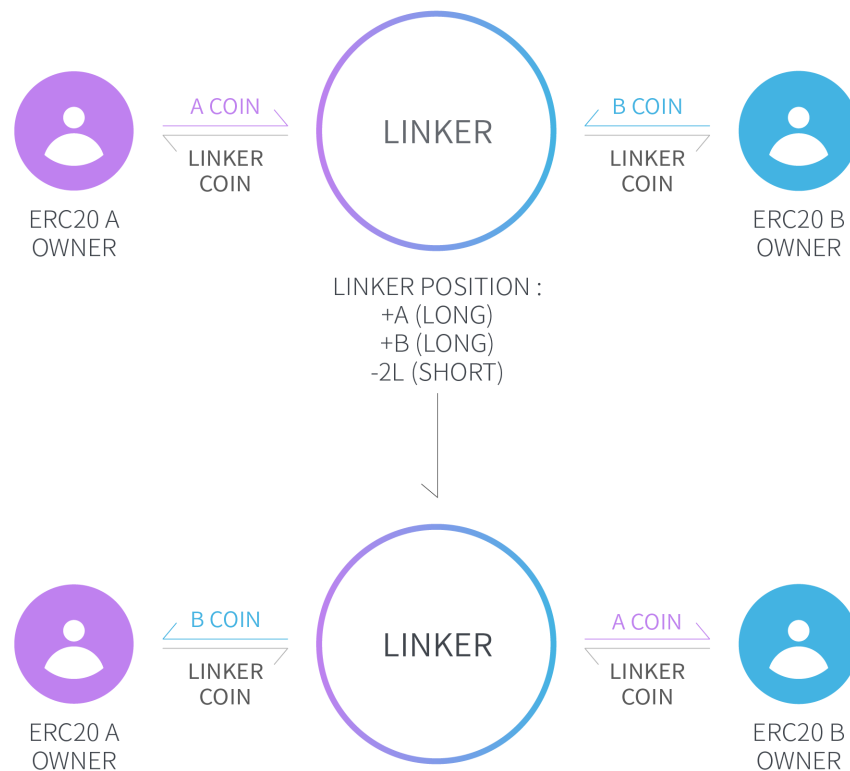 A COIN
LINKER
COIN
ERC20 A
OWNER
LINKER
B COIN
LINKER
COIN
ERC20 B
OWNER
LINKER POSITION :
+A (LONG)
+B (LONG)
-2L (SHORT)
B COIN
LINKER
COIN
ERC20 A
OWNER
LINKER
A COIN
LINKER
COIN
ERC20 B
OWNER